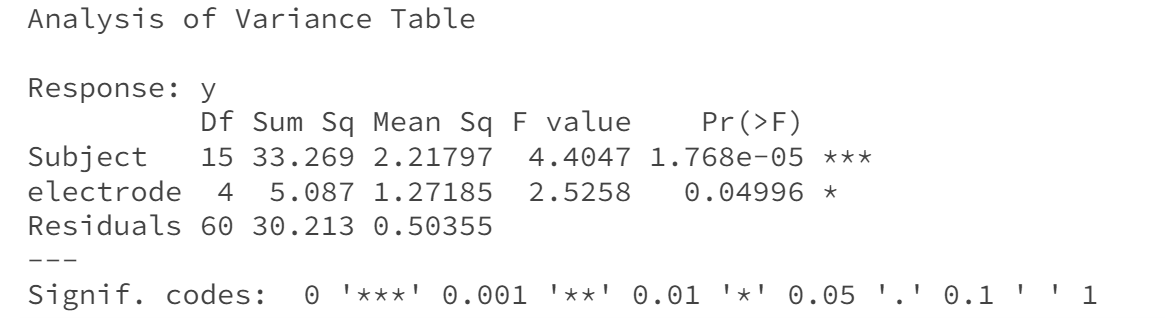 Analysis of Variance Table
Response: y
          Df Sum Sq Mean Sq F value    Pr(>F)
Subject   15 33.269 2.21797  4.4047 1.768e-05 ***
electrode  4  5.087 1.27185  2.5258   0.04996 *
Residuals 60 30.213 0.50355
---
Signif. codes:  0 '***' 0.001 '**' 0.01 '*' 0.05 '.' 0.1 ' ' 1